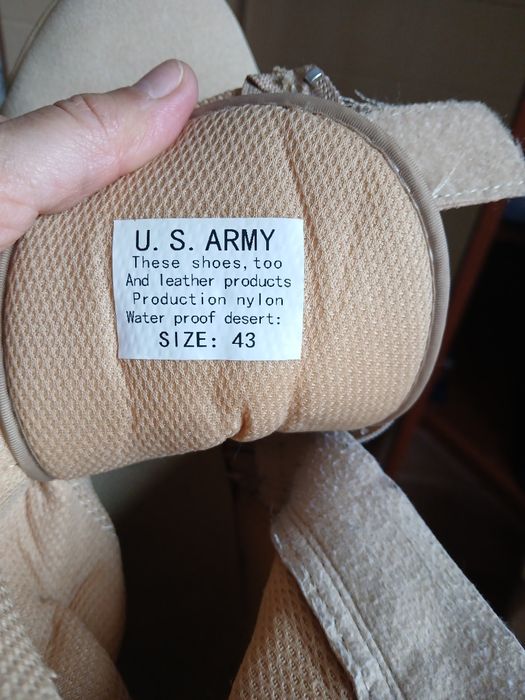 U. S. ARMY
These shoes, too
And leather products
Production nylon
Water proof desert:
SIZE: 43